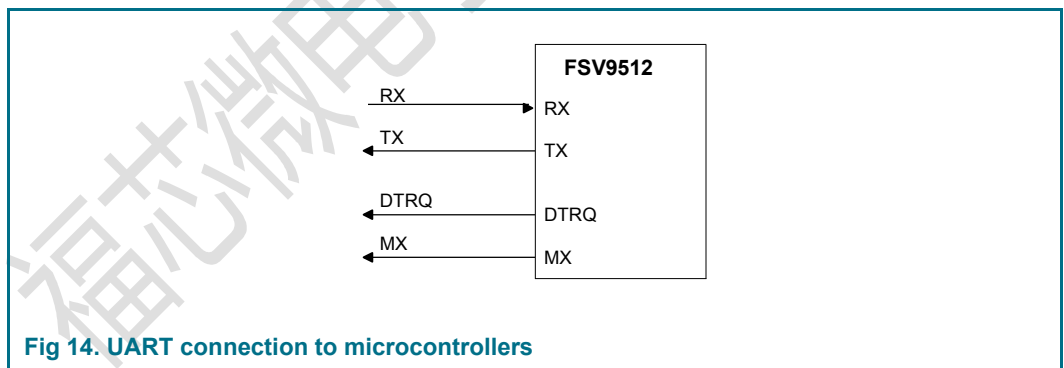 福芯微电
FSV9512
RX
RX
TX
TX
DTRQ
DTRQ
MX
MX
Fig 14. UART connection to microcontrollers